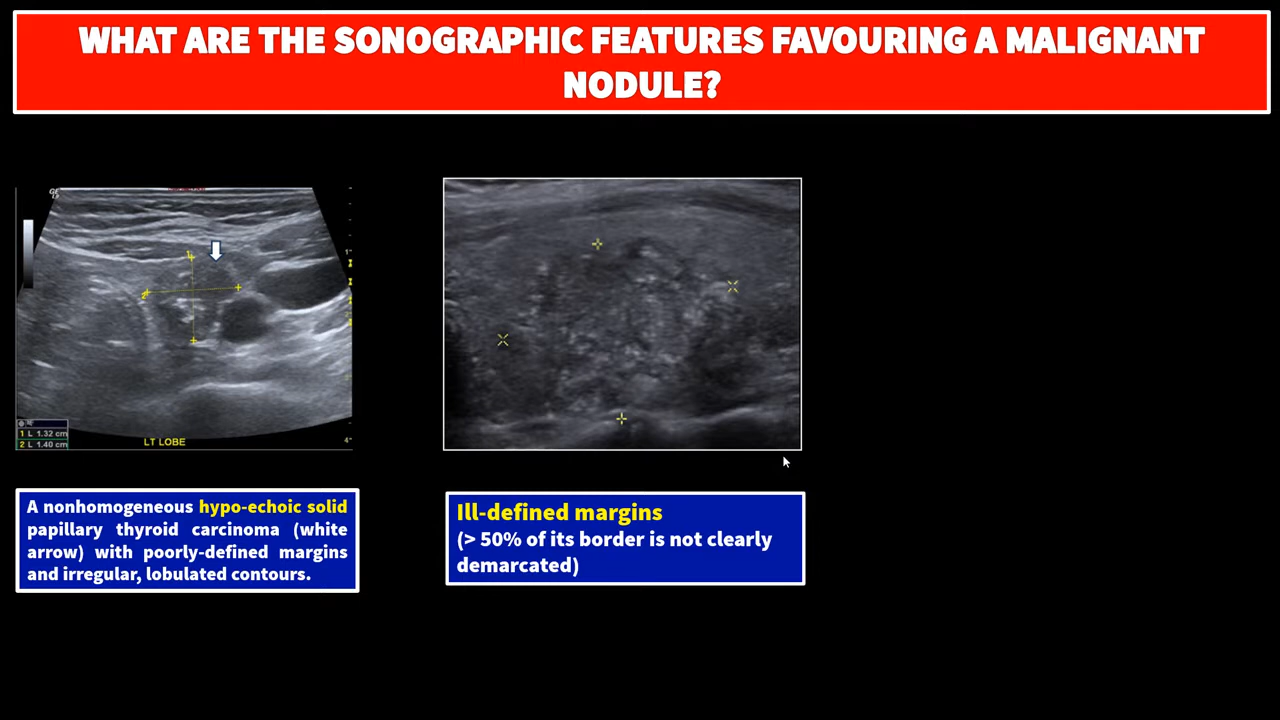 WHAT ARE THE SONOGRAPHIC FEATURES FAVOURING A MALIGNANT
NODULE?
1 L 1.32 cm
2 L 1.40 cm
LT LOBE
4"
A nonhomogeneous hypo-echoic solid
papillary thyroid carcinoma (white
arrow) with poorly-defined margins
and irregular, lobulated contours.
Ill-defined margins
(> 50% of its border is not clearly
demarcated)